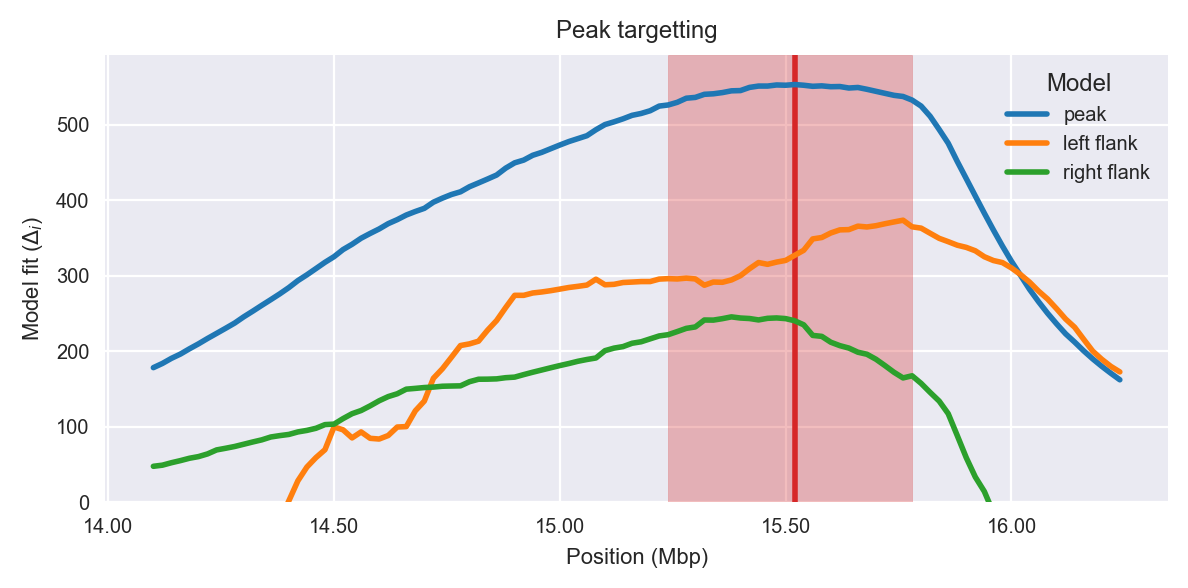 Peak targetting
Model
peak
left flank
right flank
500
400
300
200
100
0
Model fit (Δi)
14.00 14.50 15.00 15.50 16.00
Position (Mbp)